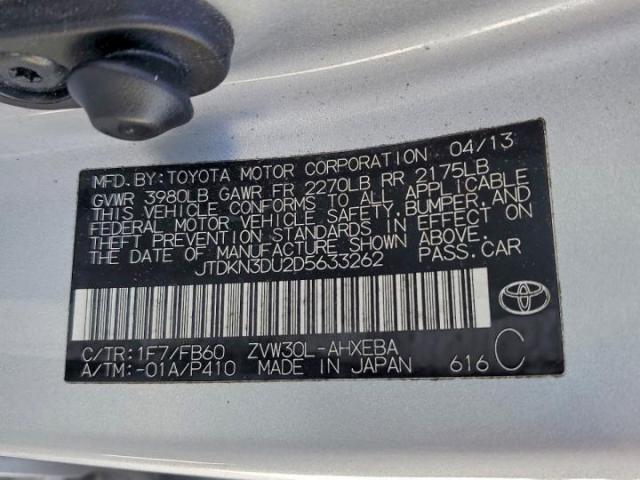 MFD. BY: TOYOTA MOTOR CORPORATION 04/13
GVWR 3980LB GAWR FR 2270LB RR 2175LB
THIS VEHICLE CONFORMS TO ALL APPLICABLE
FEDERAL MOTOR VEHICLE SAFETY, BUMPER, AND
THEFT PREVENTION STANDARDS IN EFFECT ON
THE DATE OF MANUFACTURE SHOWN ABOVE.
JTDKN3DU2D5633262 PASS. CAR
C/TR: 1F7/FB60 ZVW30L-AHXEBA
A/TM: -01A/P410 MADE IN JAPAN 616 C